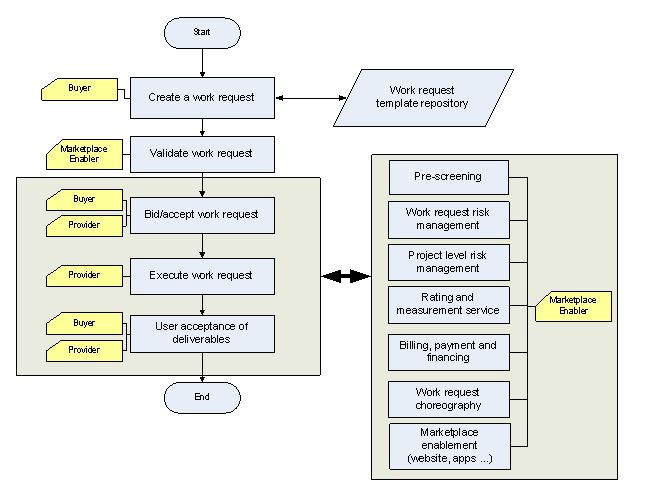 Start
Buyer
Create a work request
Work request
template repository
Marketplace
Enabler
Validate work request
Buyer
Provider
Bid/accept work request
Provider
Execute work request
Buyer
Provider
User acceptance of
deliverables
End
Pre-screening
Work request risk
management
Project level risk
management
Rating and
measurement service
Marketplace
Enabler
Billing, payment and
financing
Work request
choreography
Marketplace
enablement
(website, apps ...)